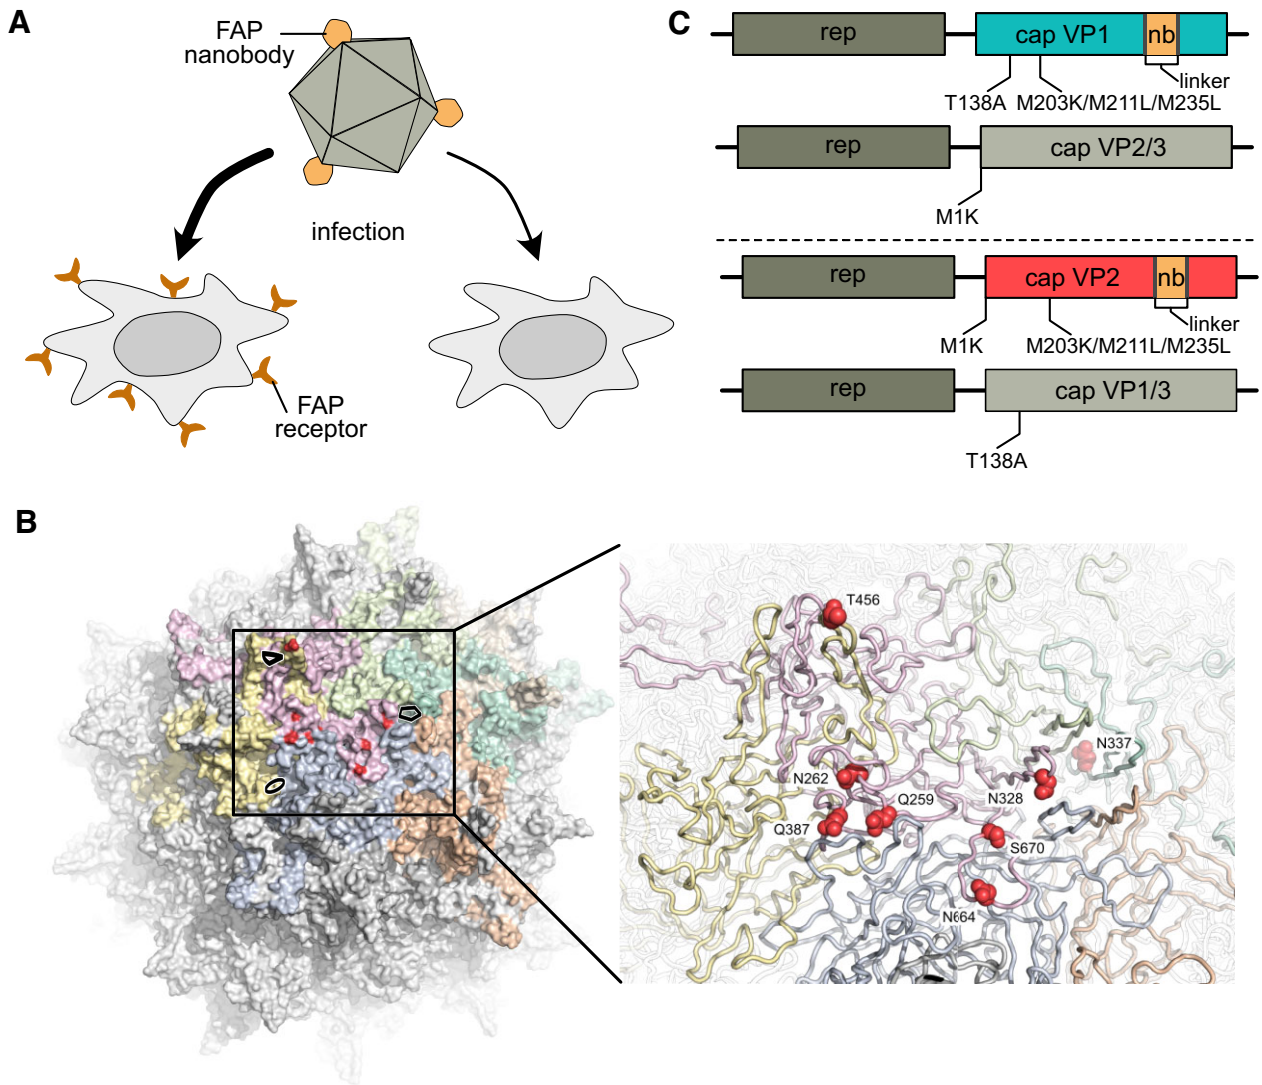 A
FAP
nanobody
infection
FAP
receptor
C
rep
cap VP1
nb
linker
T138A
M203K/M211L/M235L
rep
cap VP2/3
M1K
rep
cap VP2
nb
linker
M1K
M203K/M211L/M235L
rep
cap VP1/3
T138A
B
T456
N337
N262
Q259
N328
Q387
S670
N664